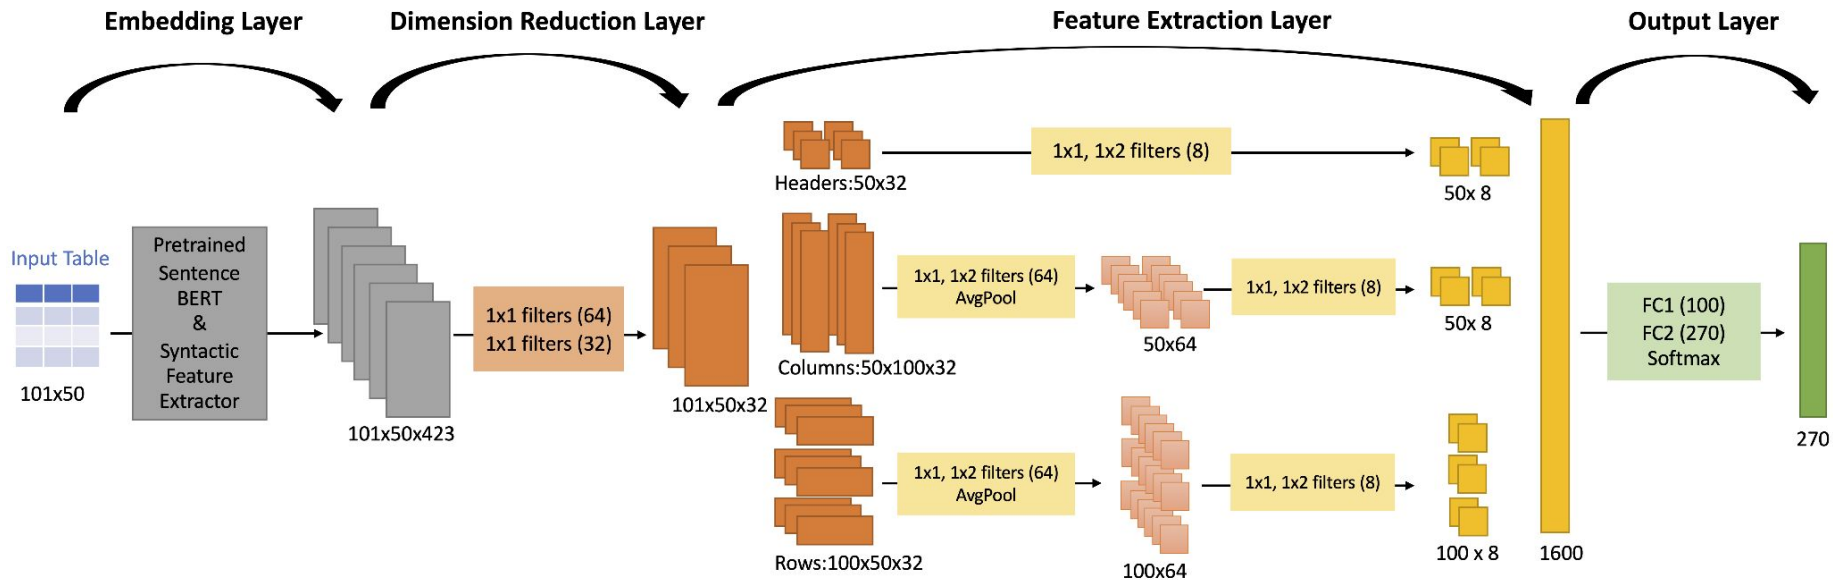 Embedding Layer
Dimension Reduction Layer
Feature Extraction Layer
Output Layer
Input Table
101x50
Pretrained
Sentence
BERT
&
Syntactic
Feature
Extractor
101x50x423
1x1 filters (64)
1x1 filters (32)
101x50x32
Headers:50x32
1x1, 1x2 filters (8)
50x 8
Columns:50x100x32
1x1, 1x2 filters (64)
AvgPool
50x64
1x1, 1x2 filters (8)
50x 8
Rows:100x50x32
1x1, 1x2 filters (64)
AvgPool
100x64
1x1, 1x2 filters (8)
100 x 8
1600
FC1 (100)
FC2 (270)
Softmax
270